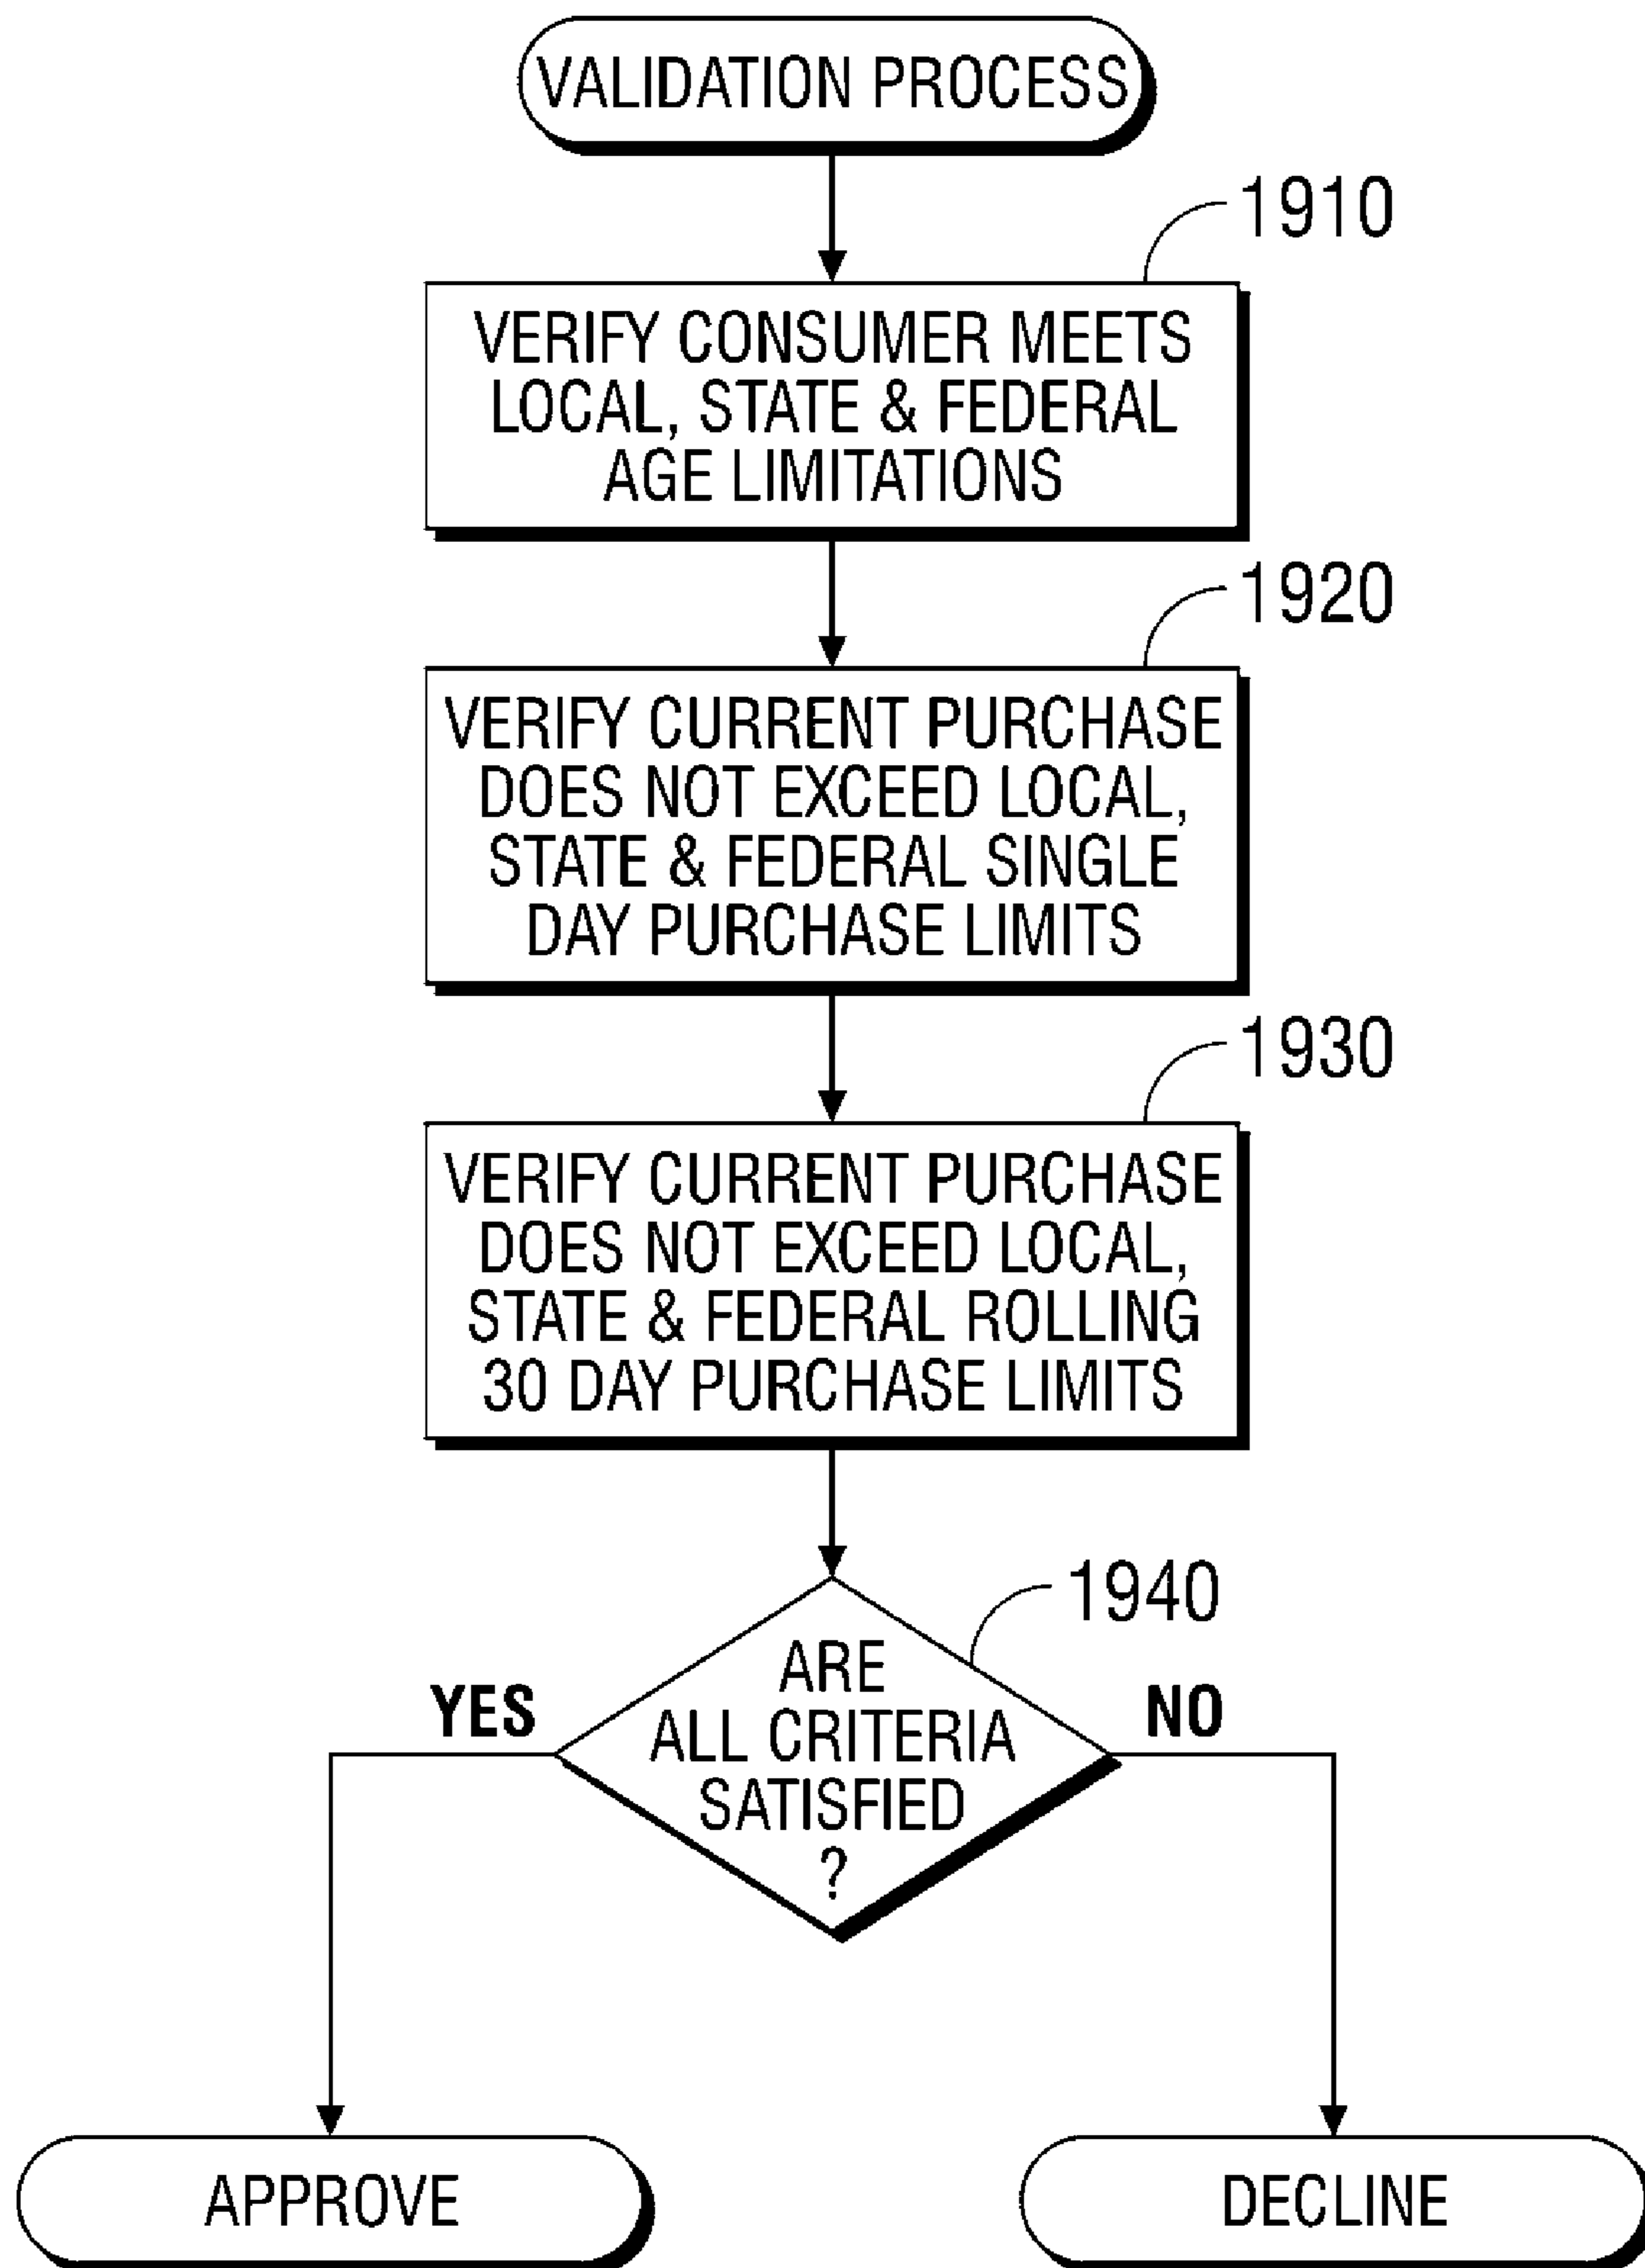 VALIDATION PROCESS
1910
VERIFY CONSUMER MEETS
LOCAL, STATE & FEDERAL
AGE LIMITATIONS
1920
VERIFY CURRENT PURCHASE
DOES NOT EXCEED LOCAL,
STATE & FEDERAL SINGLE
DAY PURCHASE LIMITS
1930
VERIFY CURRENT PURCHASE
DOES NOT EXCEED LOCAL,
STATE & FEDERAL ROLLING
30 DAY PURCHASE LIMITS
1940
ARE
ALL CRITERIA
SATISFIED
?
YES
NO
APPROVE
DECLINE